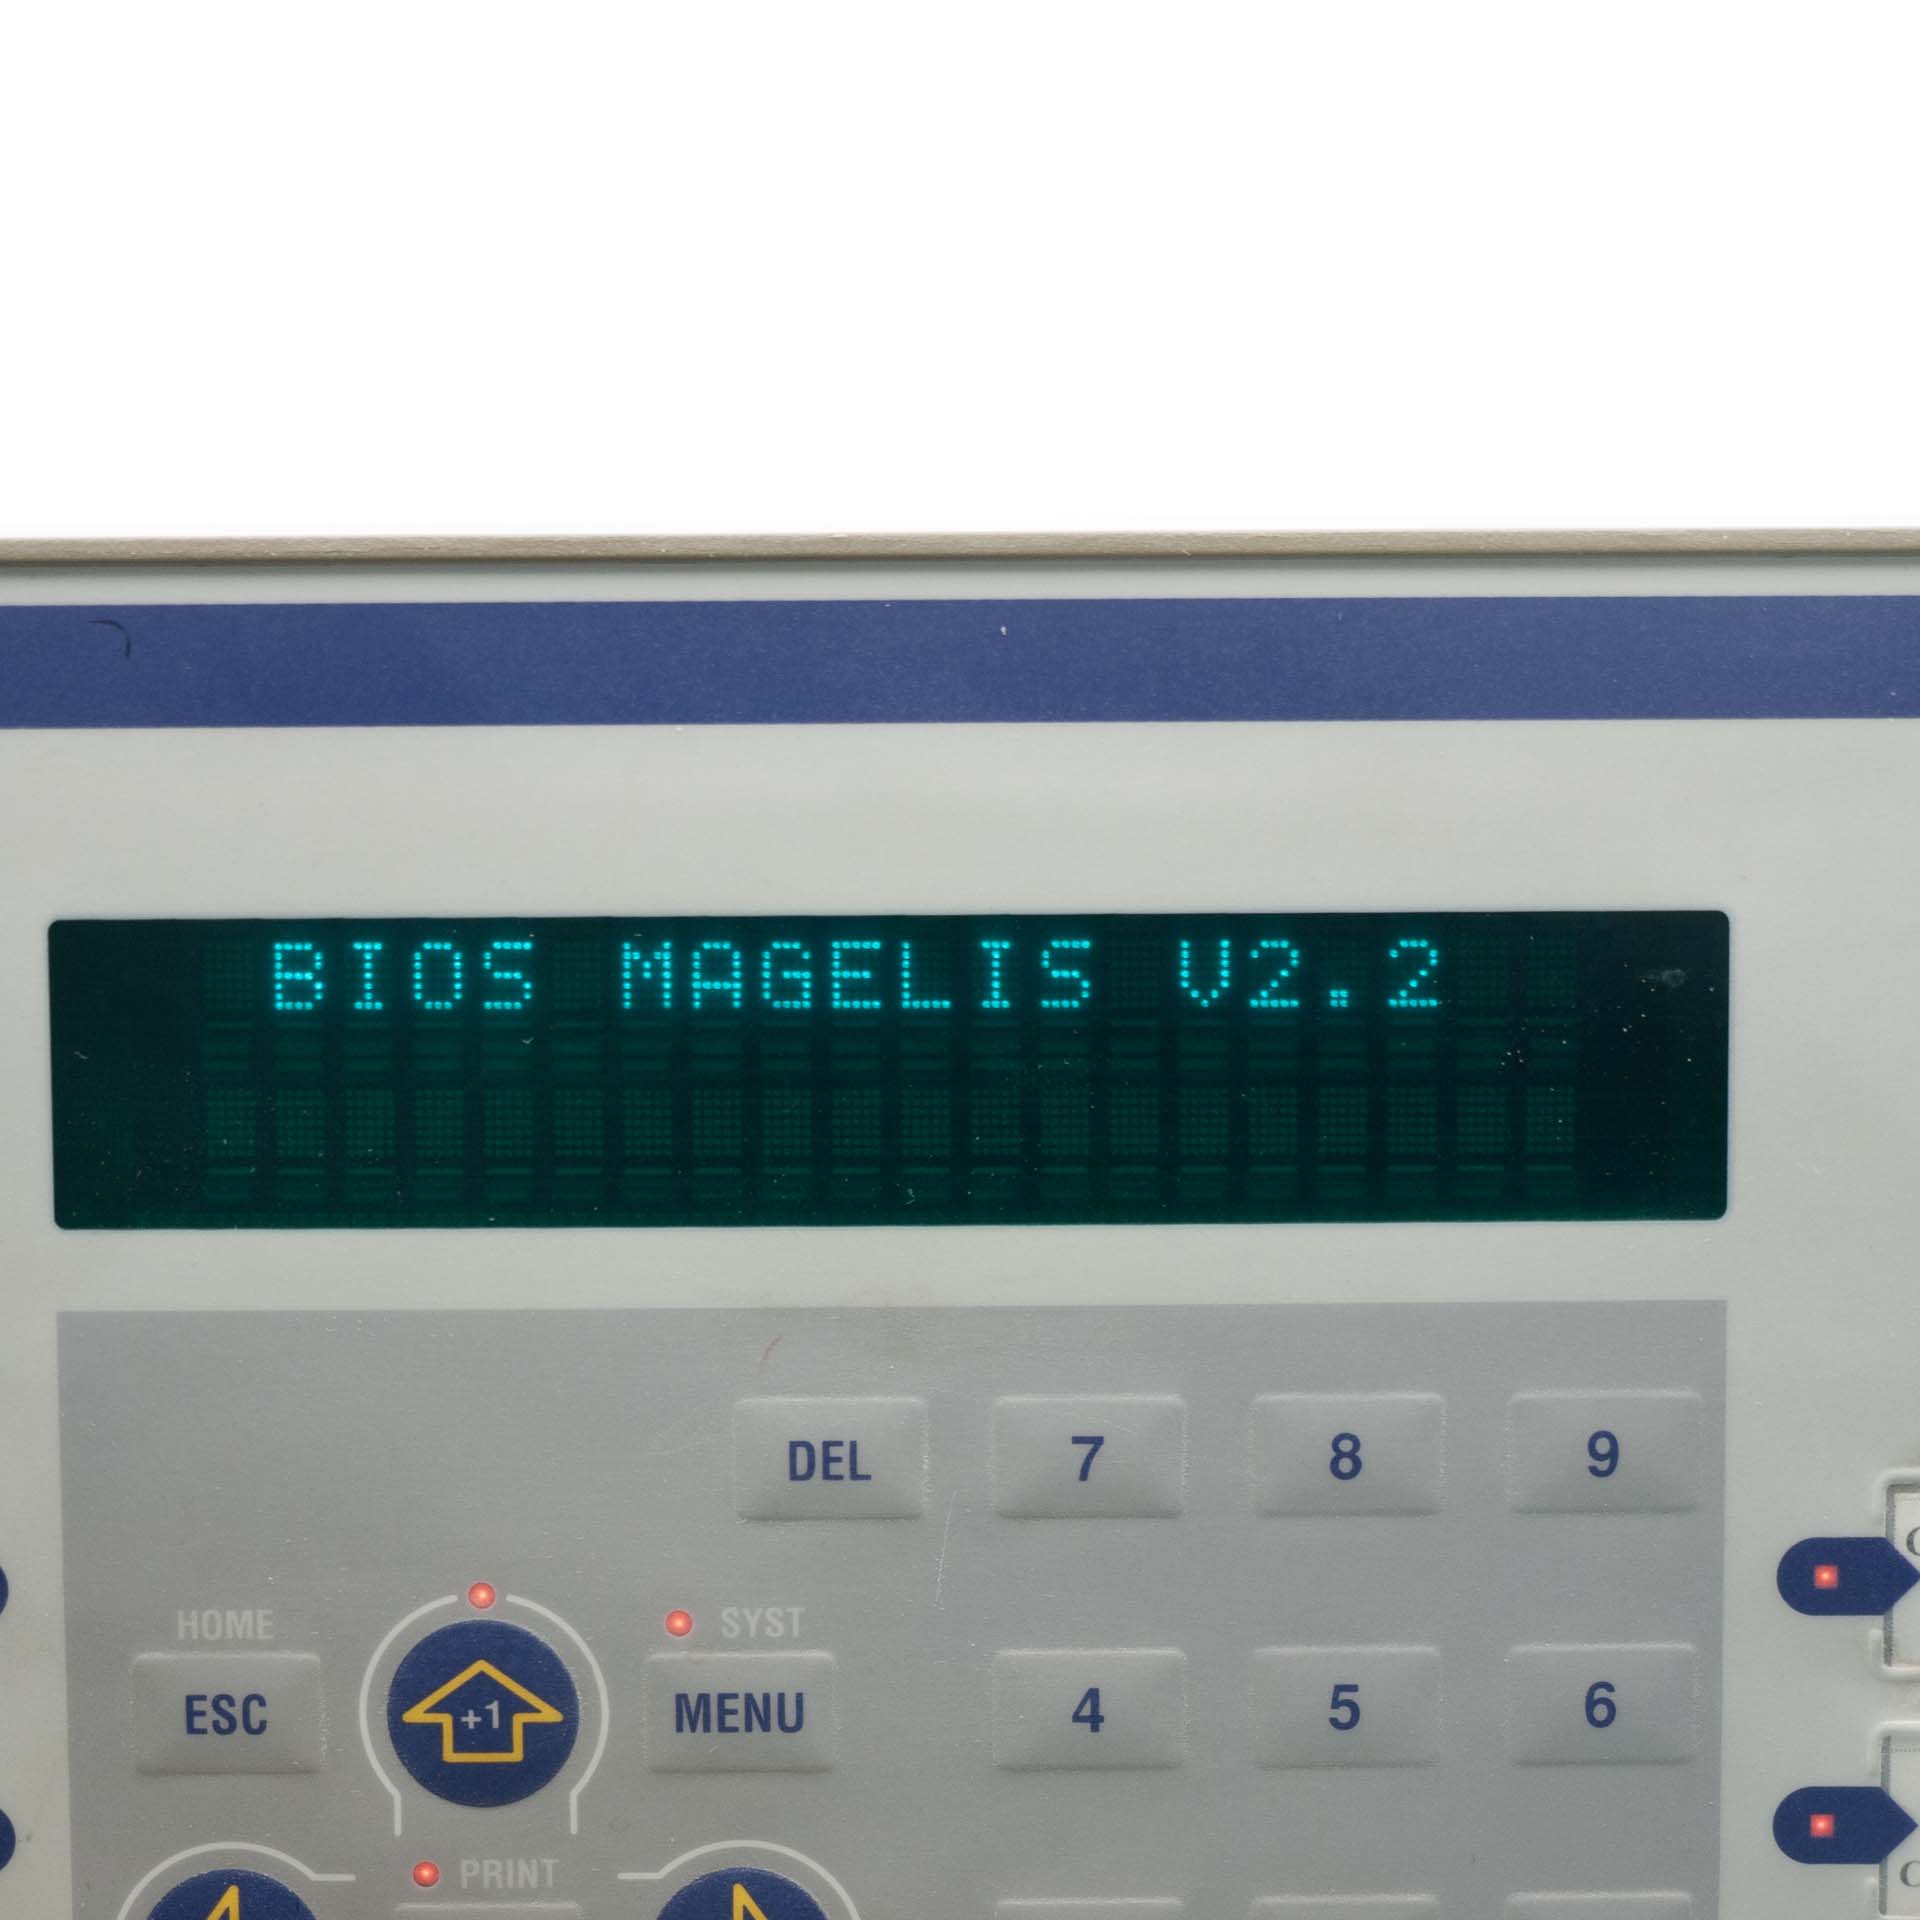 BIOS MAGELIS V2.2
DEL 7 8 9
HOME SYST
ESC +1 MENU 4 5 6
PRINT